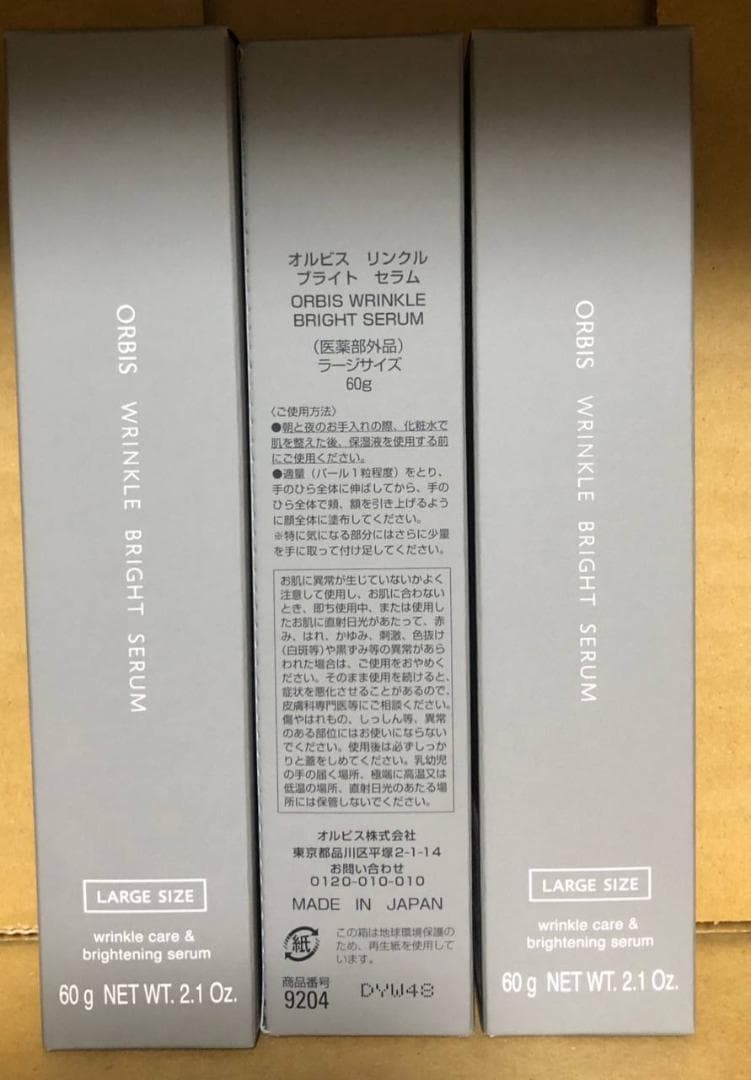 ORBIS WRINKLE BRIGHT SERUM
LARGE SIZE
wrinkle care &
brightening serum
60 g NET WT. 2.1 Oz.
オルビス リンクル
ブライト セラム
ORBIS WRINKLE
BRIGHT SERUM
（医薬部外品）
ラージサイズ
60g
〈ご使用方法〉
●朝と夜のお手入れの際、化粧水で
肌を整えた後、保湿液を使用する前
にご使用ください。
●適量（パール1粒程度）をとり、
手のひら全体に伸ばしてから、手の
ひら全体で頬、額を引き上げるよう
に顔全体に塗布してください。
※特に気になる部分にはさらに少量
を手に取って付け足してください。
お肌に異常が生じていないかよく
注意して使用し、お肌に合わない
とき、即ち使用中、または使用し
たお肌に直射日光があたって、赤
み、はれ、かゆみ、刺激、色抜け
(白斑等)や黒ずみ等の異常があら
われた場合は、ご使用をおやめく
ださい。そのまま使用を続けると、
症状を悪化させることがあるので、
皮膚科専門医等にご相談ください。
傷やはれもの、しっしん等、異常
のある部位にはお使いにならない
でください。使用後は必ずしっか
りと蓋をしめてください。乳幼児
の手の届く場所、極端に高温又は
低温の場所、直射日光のあたる場
所には保管しないでください。
オルビス株式会社
東京都品川区平塚2-1-14
お問い合わせ
0120-010-010
MADE IN JAPAN
紙
この箱は地球環境保護の
ため、再生紙を使用して
います。
商品番号
9204
DYW48
ORBIS WRINKLE BRIGHT SERUM
LARGE SIZE
wrinkle care &
brightening serum
60 g NET WT. 2.1 Oz.